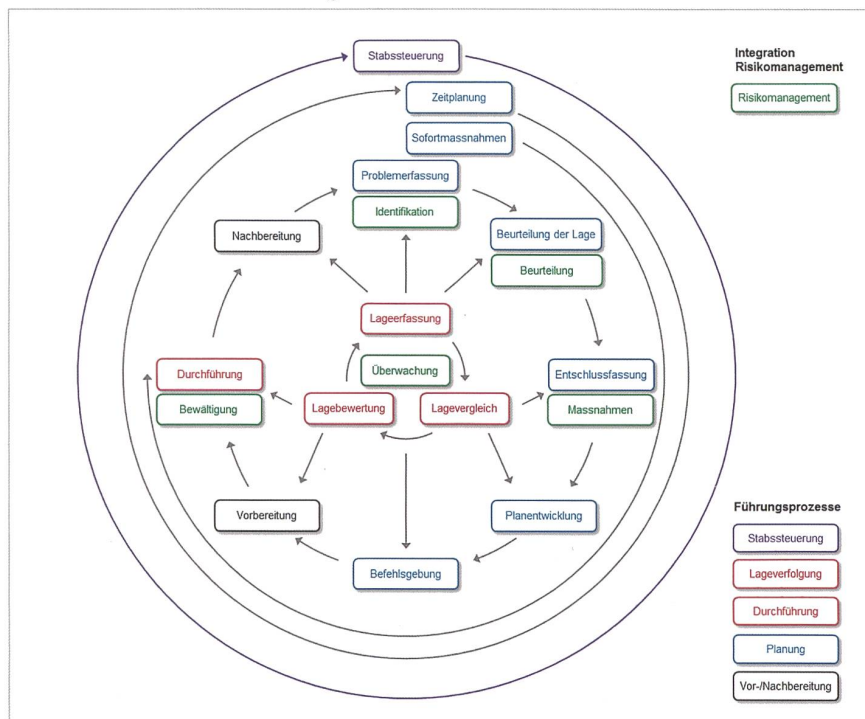 Stabssteuerung
Zeitplanung
Sofortmassnahmen
Problemerfassung
Identifikation
Nachbereitung
Beurteilung der Lage
Beurteilung
Lageerfassung
Überwachung
Durchführung
Bewältigung
Lagebewertung
Lagevergleich
Entschlussfassung
Massnahmen
Vorbereitung
Planentwicklung
Befehlsgebung
Integration
Risikomanagement
Risikomanagement
Führungsprozesse
Stabssteuerung
Lageverfolgung
Durchführung
Planung
Vor-/Nachbereitung